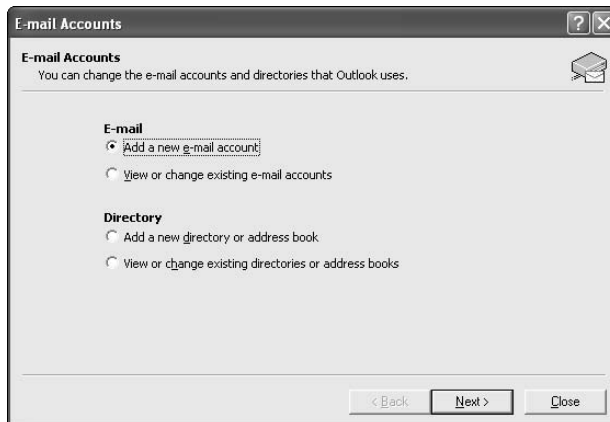 E-mail Accounts
E-mail Accounts
You can change the e-mail accounts and directories that Outlook uses.
E-mail
Add a new e-mail account
View or change existing e-mail accounts
Directory
Add a new directory or address book
View or change existing directories or address books
< Back Next > Close